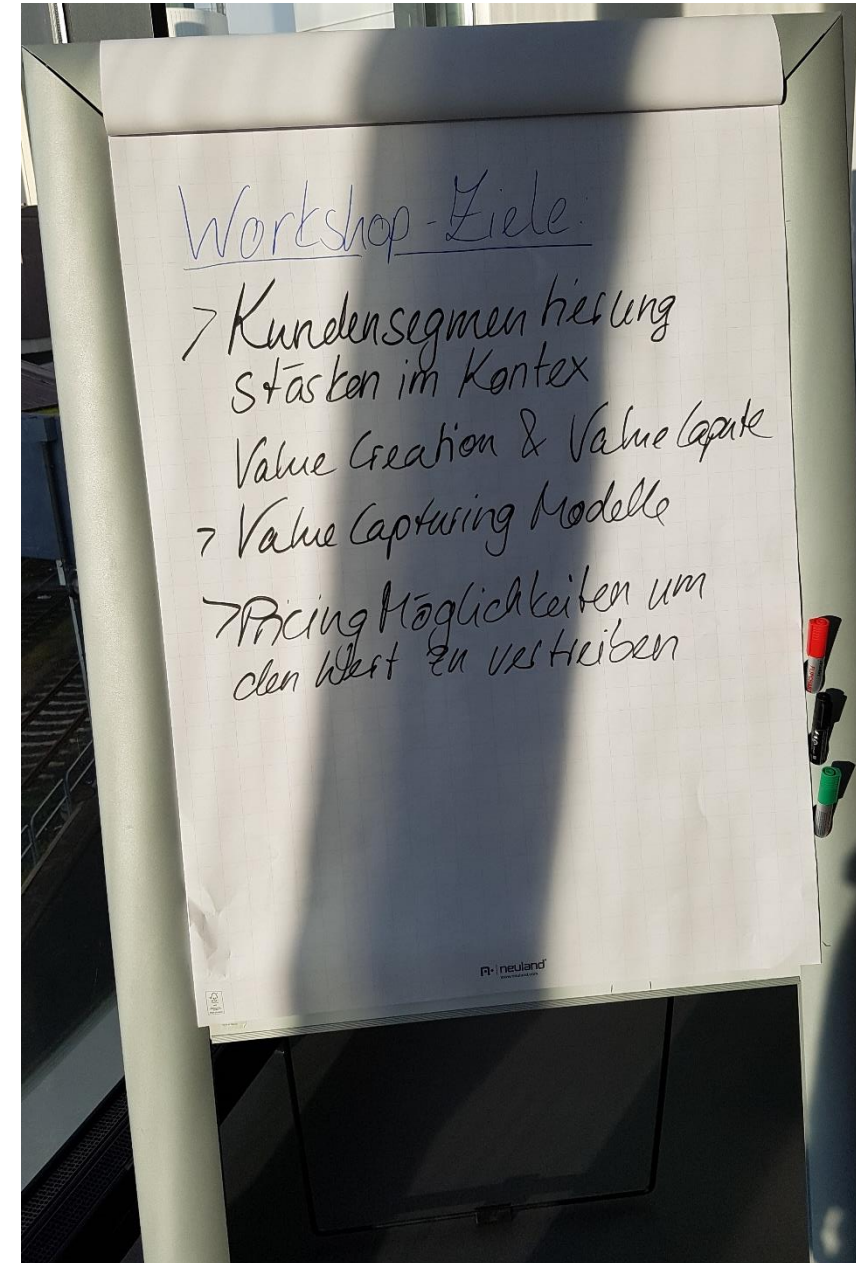 Workshop-Ziele:
> Kundensegmentierung
stärken im Kontex
Value Creation & Value Capute
> Value Capturing Modelle
> Pricing Möglichkeiten um
den Wert zu vertreiben
neuland